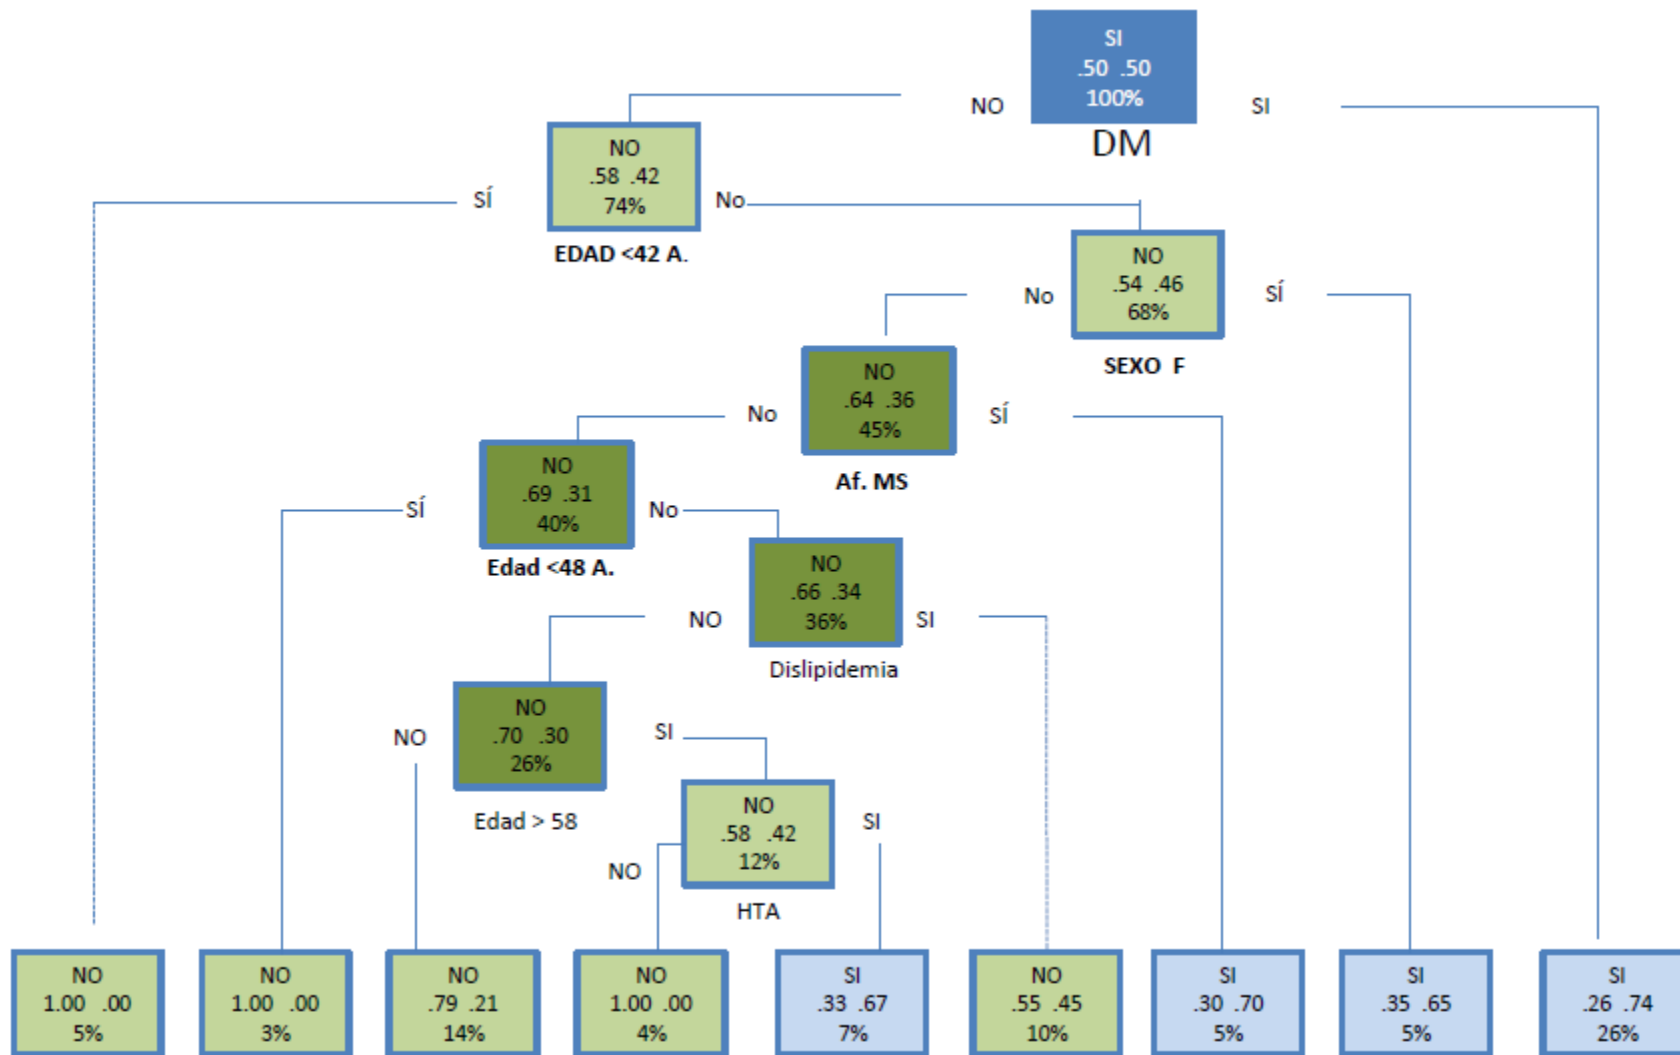 SI
.50 .50
100%
NO
SI
DM
NO
.58 .42
74%
SÍ
No
EDAD <42 A.
NO
.54 .46
68%
No
SÍ
SEXO F
NO
.64 .36
45%
No
SÍ
Af. MS
NO
.69 .31
40%
SÍ
No
Edad <48 A.
NO
.66 .34
36%
NO
SI
Dislipidemia
NO
.70 .30
26%
NO
SI
Edad > 58
NO
.58 .42
12%
NO
SI
HTA
NO
1.00 .00
5%
NO
1.00 .00
3%
NO
.79 .21
14%
NO
1.00 .00
4%
SI
.33 .67
7%
NO
.55 .45
10%
SI
.30 .70
5%
SI
.35 .65
5%
SI
.26 .74
26%